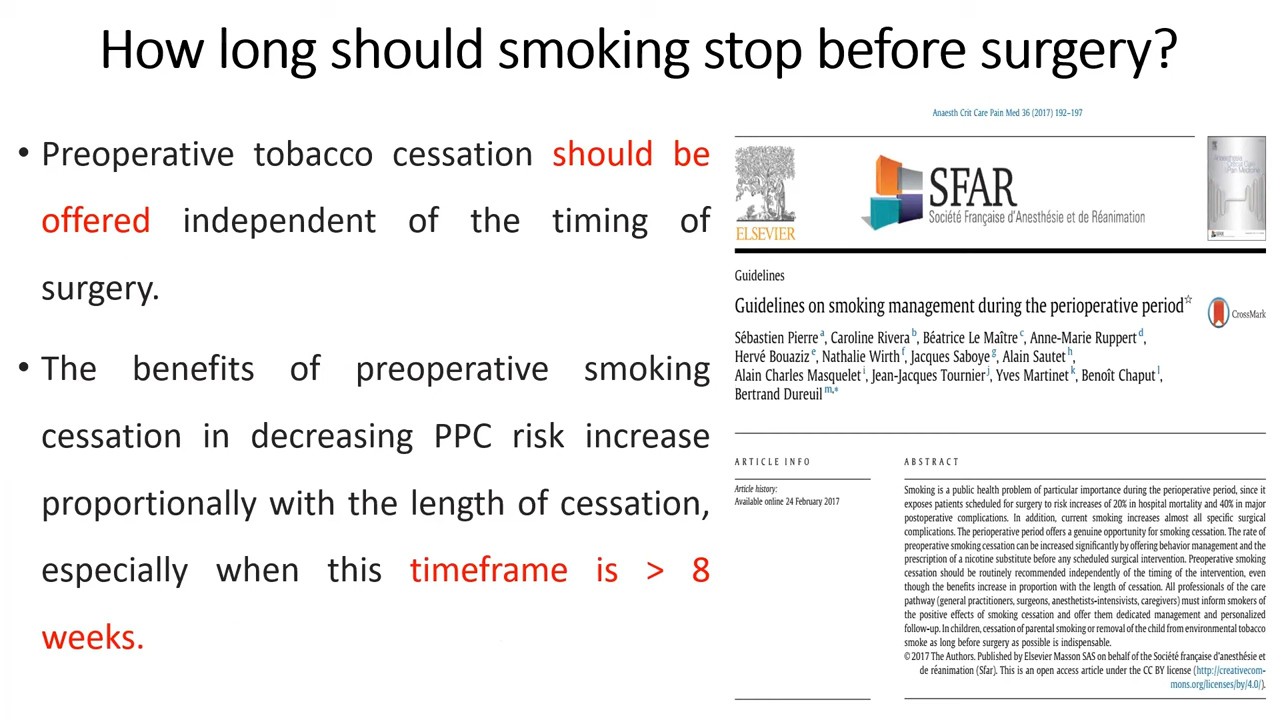 How long should smoking stop before surgery?
• Preoperative tobacco cessation should be
offered independent of the timing of
surgery.
• The benefits of preoperative smoking
cessation in decreasing PPC risk increase
proportionally with the length of cessation,
especially when this timeframe is > 8
weeks.
Anaesth Crit Care Pain Med 36 (2017) 192–197
ELSEVIER
SFAR
Société Française d'Anesthésie et de Réanimation
Guidelines
Guidelines on smoking management during the perioperative period☆
CrossMark
Sébastien Pierre a, Caroline Rivera b, Béatrice Le Maître c, Anne-Marie Ruppert d,
Hervé Bouaziz e, Nathalie Wirth f, Jacques Saboye g, Alain Sautet h,
Alain Charles Masquelet i, Jean-Jacques Tournier j, Yves Martinet k, Benoît Chaput l,
Bertrand Dureuil m,*
ARTICLE INFO
Article history:
Available online 24 February 2017
ABSTRACT
Smoking is a public health problem of particular importance during the perioperative period, since it
exposes patients scheduled for surgery to risk increases of 20% in hospital mortality and 40% in major
postoperative complications. In addition, current smoking increases almost all specific surgical
complications. The perioperative period offers a genuine opportunity for smoking cessation. The rate of
preoperative smoking cessation can be increased significantly by offering behavior management and the
prescription of a nicotine substitute before any scheduled surgical intervention. Preoperative smoking
cessation should be routinely recommended independently of the timing of the intervention, even
though the benefits increase in proportion with the length of cessation. All professionals of the care
pathway (general practitioners, surgeons, anesthetists-intensivists, caregivers) must inform smokers of
the positive effects of smoking cessation and offer them dedicated management and personalized
follow-up. In children, cessation of parental smoking or removal of the child from environmental tobacco
smoke as long before surgery as possible is indispensable.
© 2017 The Authors. Published by Elsevier Masson SAS on behalf of the Société française d'anesthésie et
de réanimation (Sfar). This is an open access article under the CC BY license (http://creativecom-
mons.org/licenses/by/4.0/).